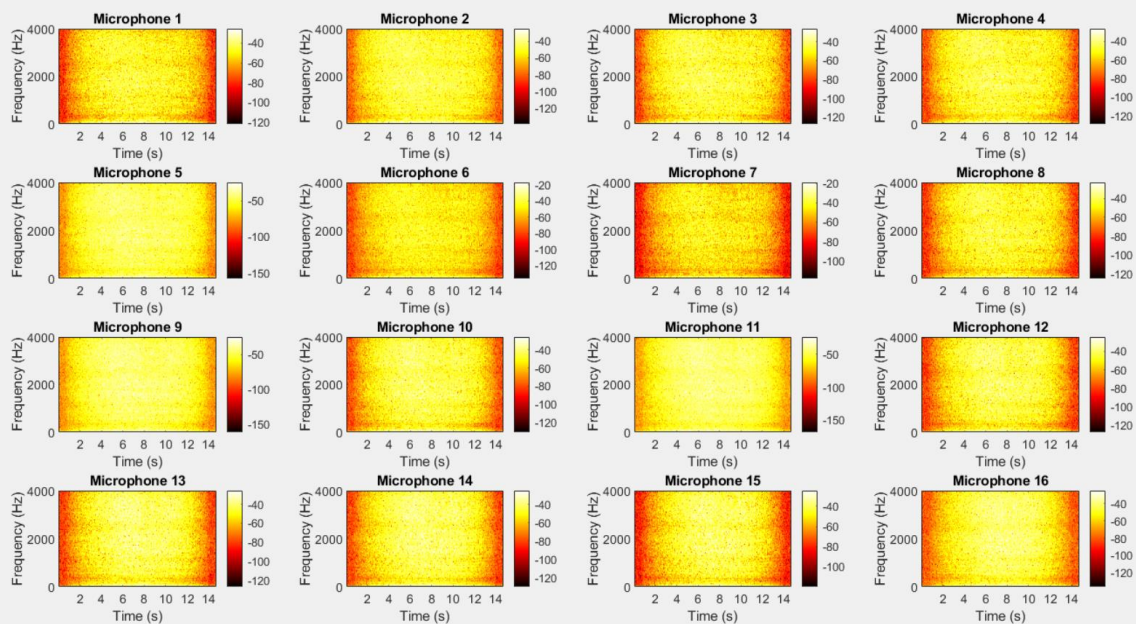 Microphone 1
Frequency (Hz)
4000
2000
0
2 4 6 8 10 12 14
Time (s)
-40
-60
-80
-100
-120
Microphone 2
Frequency (Hz)
4000
2000
0
2 4 6 8 10 12 14
Time (s)
-40
-60
-80
-100
-120
Microphone 3
Frequency (Hz)
4000
2000
0
2 4 6 8 10 12 14
Time (s)
-40
-60
-80
-100
-120
Microphone 4
Frequency (Hz)
4000
2000
0
2 4 6 8 10 12 14
Time (s)
-40
-60
-80
-100
-120
Microphone 5
Frequency (Hz)
4000
2000
0
2 4 6 8 10 12 14
Time (s)
-50
-100
-150
Microphone 6
Frequency (Hz)
4000
2000
0
2 4 6 8 10 12 14
Time (s)
-20
-40
-60
-80
-100
-120
Microphone 7
Frequency (Hz)
4000
2000
0
2 4 6 8 10 12 14
Time (s)
-20
-40
-60
-80
-100
Microphone 8
Frequency (Hz)
4000
2000
0
2 4 6 8 10 12 14
Time (s)
-40
-60
-80
-100
-120
Microphone 9
Frequency (Hz)
4000
2000
0
2 4 6 8 10 12 14
Time (s)
-50
-100
-150
Microphone 10
Frequency (Hz)
4000
2000
0
2 4 6 8 10 12 14
Time (s)
-40
-60
-80
-100
-120
Microphone 11
Frequency (Hz)
4000
2000
0
2 4 6 8 10 12 14
Time (s)
-50
-100
-150
Microphone 12
Frequency (Hz)
4000
2000
0
2 4 6 8 10 12 14
Time (s)
-40
-60
-80
-100
-120
Microphone 13
Frequency (Hz)
4000
2000
0
2 4 6 8 10 12 14
Time (s)
-40
-60
-80
-100
-120
Microphone 14
Frequency (Hz)
4000
2000
0
2 4 6 8 10 12 14
Time (s)
-40
-60
-80
-100
-120
Microphone 15
Frequency (Hz)
4000
2000
0
2 4 6 8 10 12 14
Time (s)
-40
-60
-80
-100
Microphone 16
Frequency (Hz)
4000
2000
0
2 4 6 8 10 12 14
Time (s)
-40
-60
-80
-100
-120